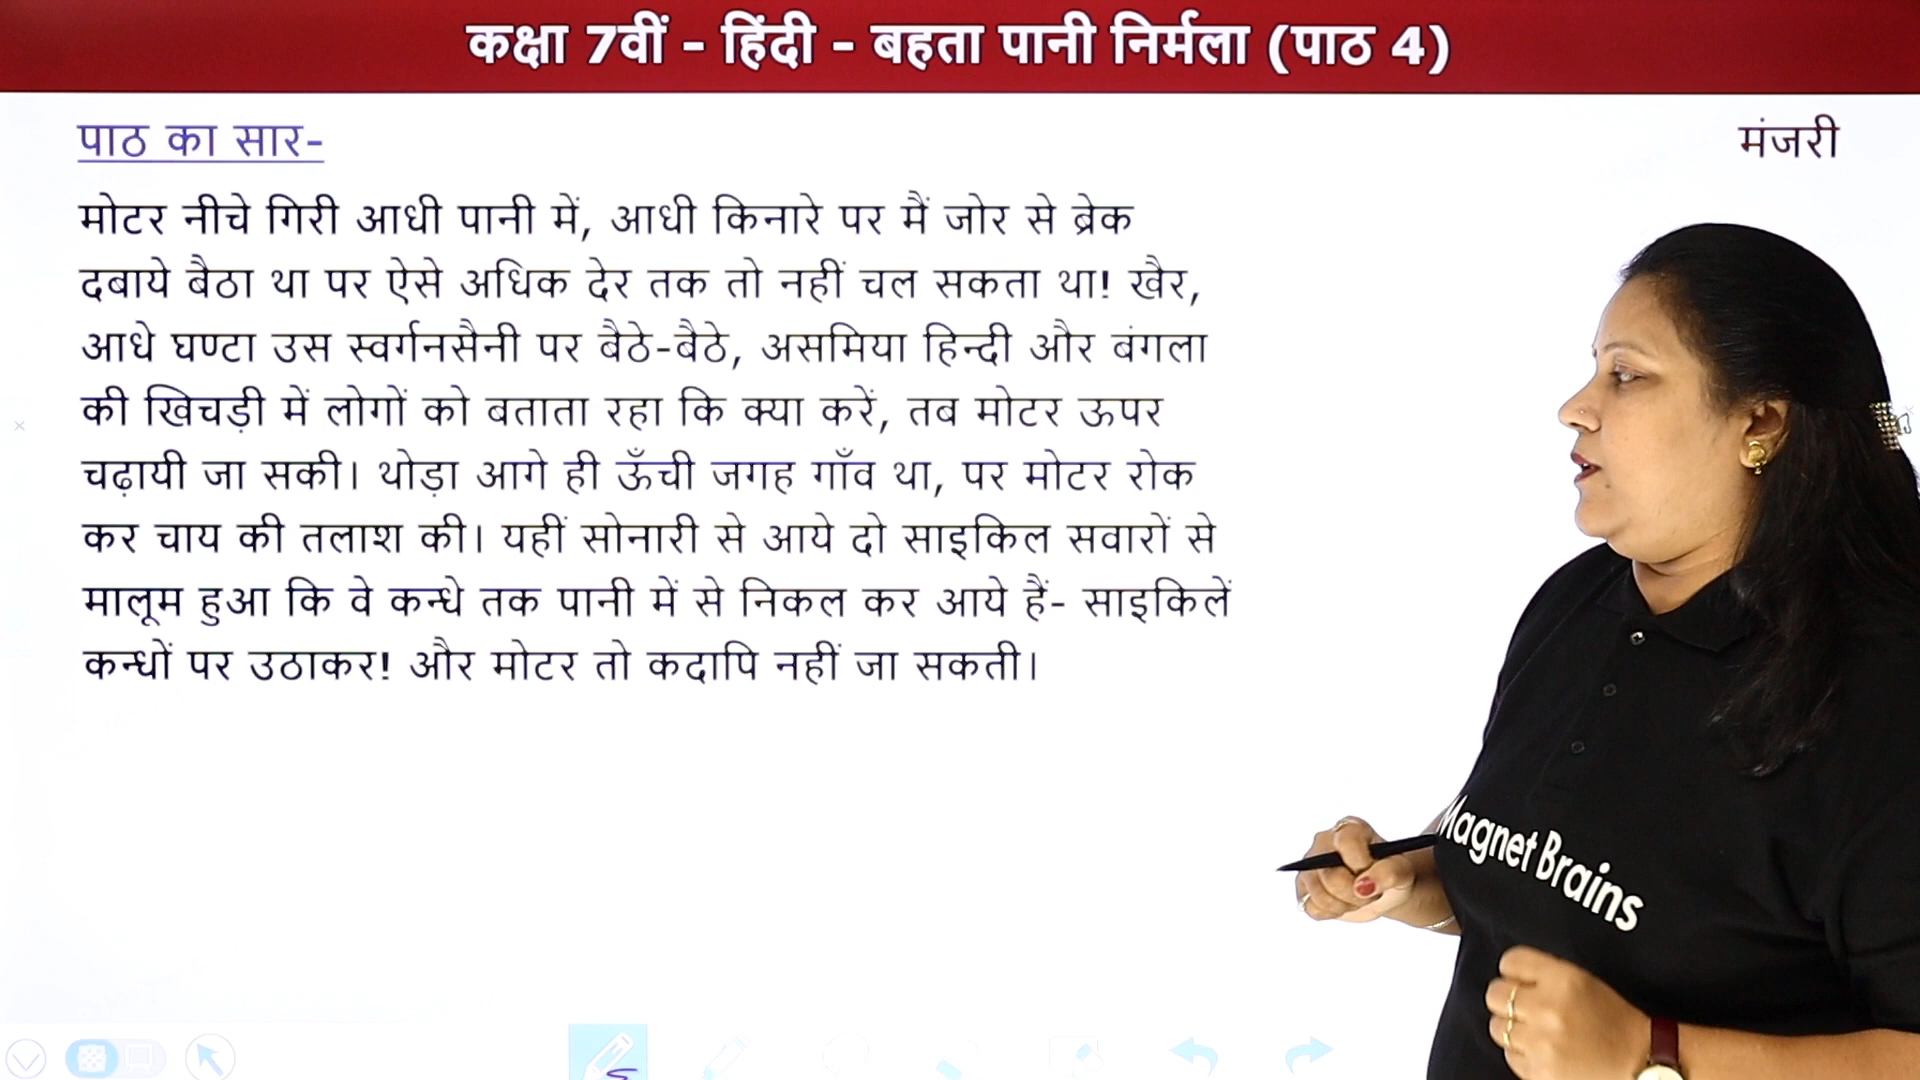 कक्षा 7वीं - हिंदी - बहता पानी निर्मला (पाठ 4)
पाठ का सार-
मंजरी
मोटर नीचे गिरी आधी पानी में, आधी किनारे पर मैं जोर से ब्रेक
दबाये बैठा था पर ऐसे अधिक देर तक तो नहीं चल सकता था! खैर,
आधे घण्टा उस स्वर्गनसैनी पर बैठे-बैठे, असमिया हिन्दी और बंगला
की खिचड़ी में लोगों को बताता रहा कि क्या करें, तब मोटर ऊपर
चढ़ायी जा सकी। थोड़ा आगे ही ऊँची जगह गाँव था, पर मोटर रोक
कर चाय की तलाश की। यहीं सोनारी से आये दो साइकिल सवारों से
मालूम हुआ कि वे कन्धे तक पानी में से निकल कर आये हैं- साइकिलें
कन्धों पर उठाकर! और मोटर तो कदापि नहीं जा सकती।
Magnet Brains